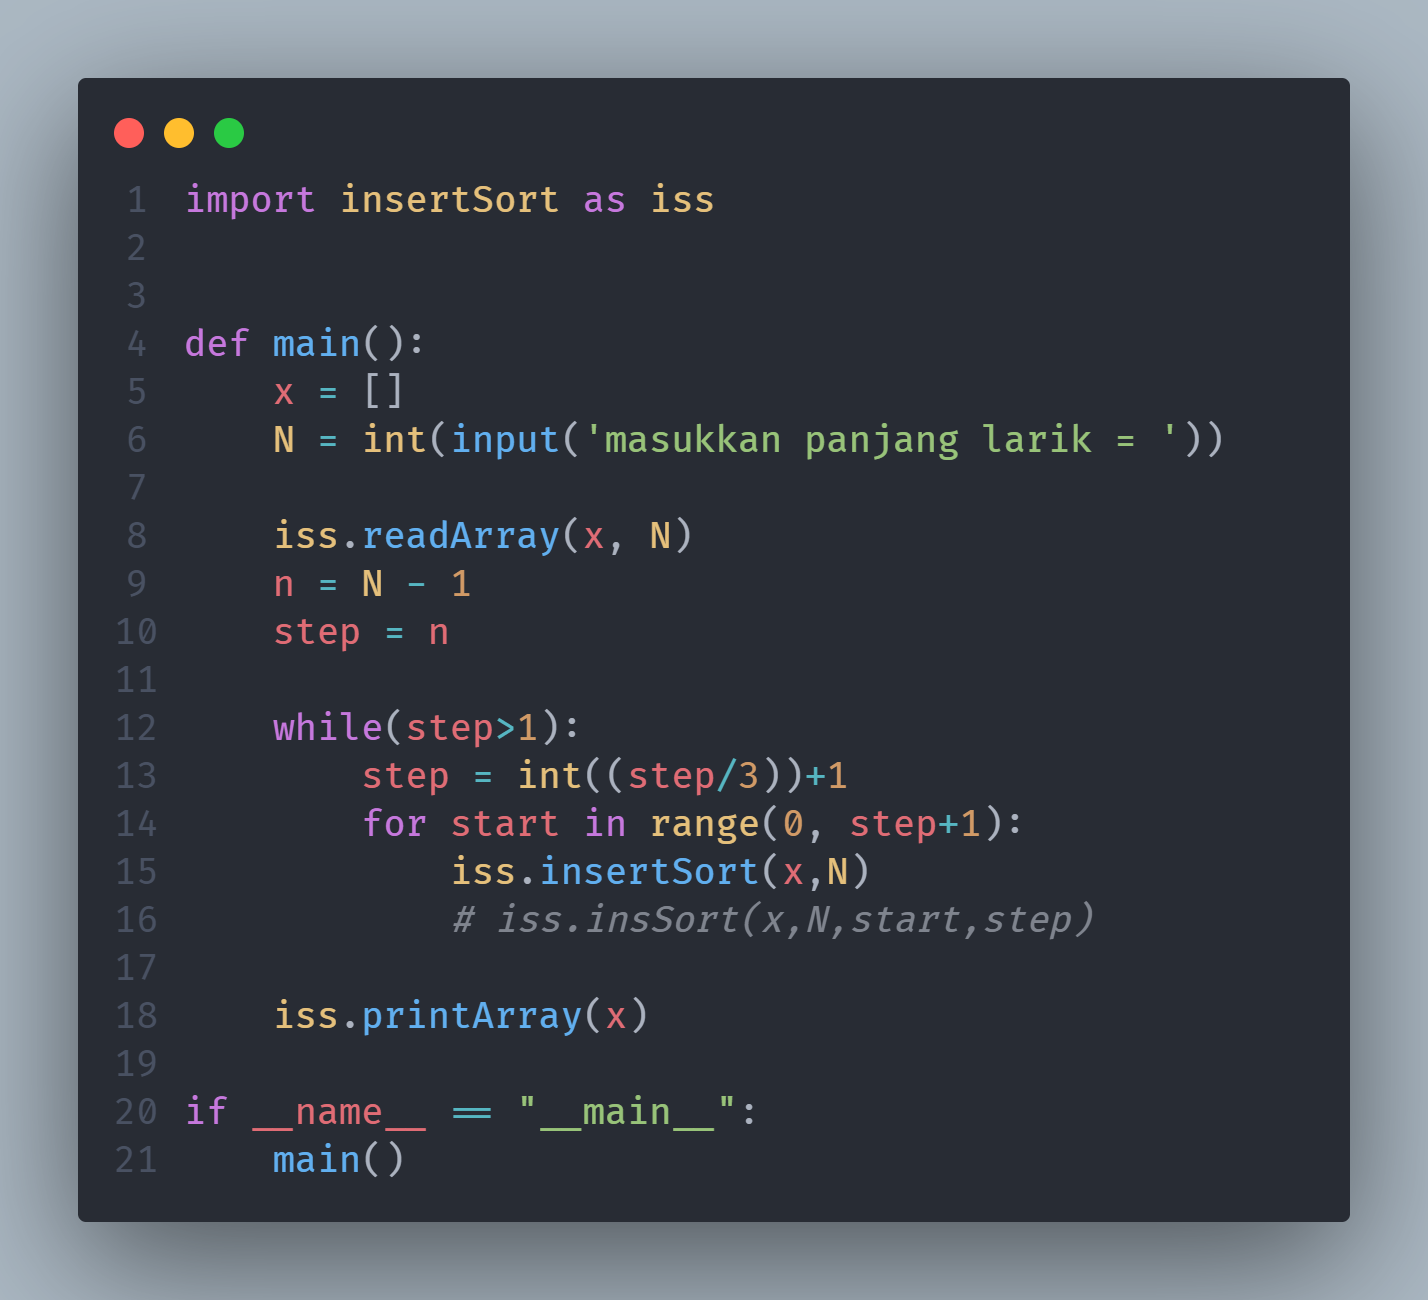 1 import insertSort as iss
2
3
4 def main():
5     x = []
6     N = int(input('masukkan panjang larik = '))
7
8     iss.readArray(x, N)
9     n = N - 1
10     step = n
11
12     while(step>1):
13         step = int((step/3))+1
14         for start in range(0, step+1):
15             iss.insertSort(x,N)
16             # iss.insSort(x,N,start,step)
17
18     iss.printArray(x)
19
20 if __name__ == "__main__":
21     main()